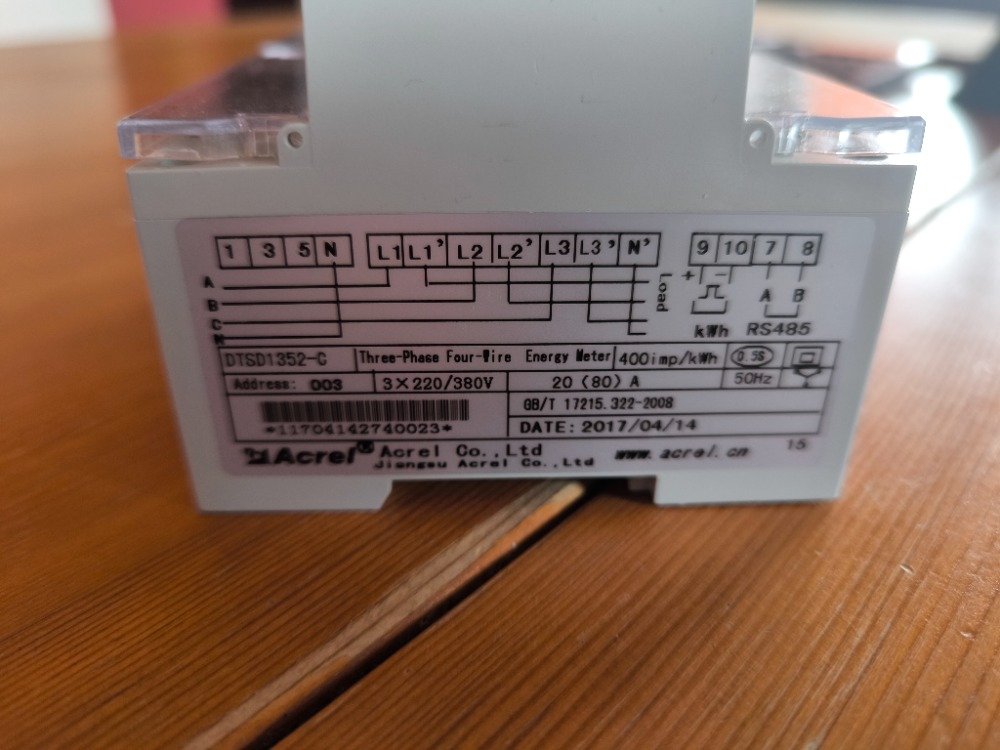 1 3 5 N L1 L1' L2 L2' L3 L3' N' 9 10 7 8
A
B
C
N
Load
+ -
A B
kWh RS485
DTSD1352-C Three-Phase Four-Wire Energy Meter 400imp/kWh 0.5S
Address: 003 3×220/380V 20(80)A 50Hz
GB/T 17215.322-2008
*11704142740023*
DATE: 2017/04/14
Acrel® Acrel Co.,Ltd www.acrel.cn 15
Jiangsu Acrel Co.,Ltd